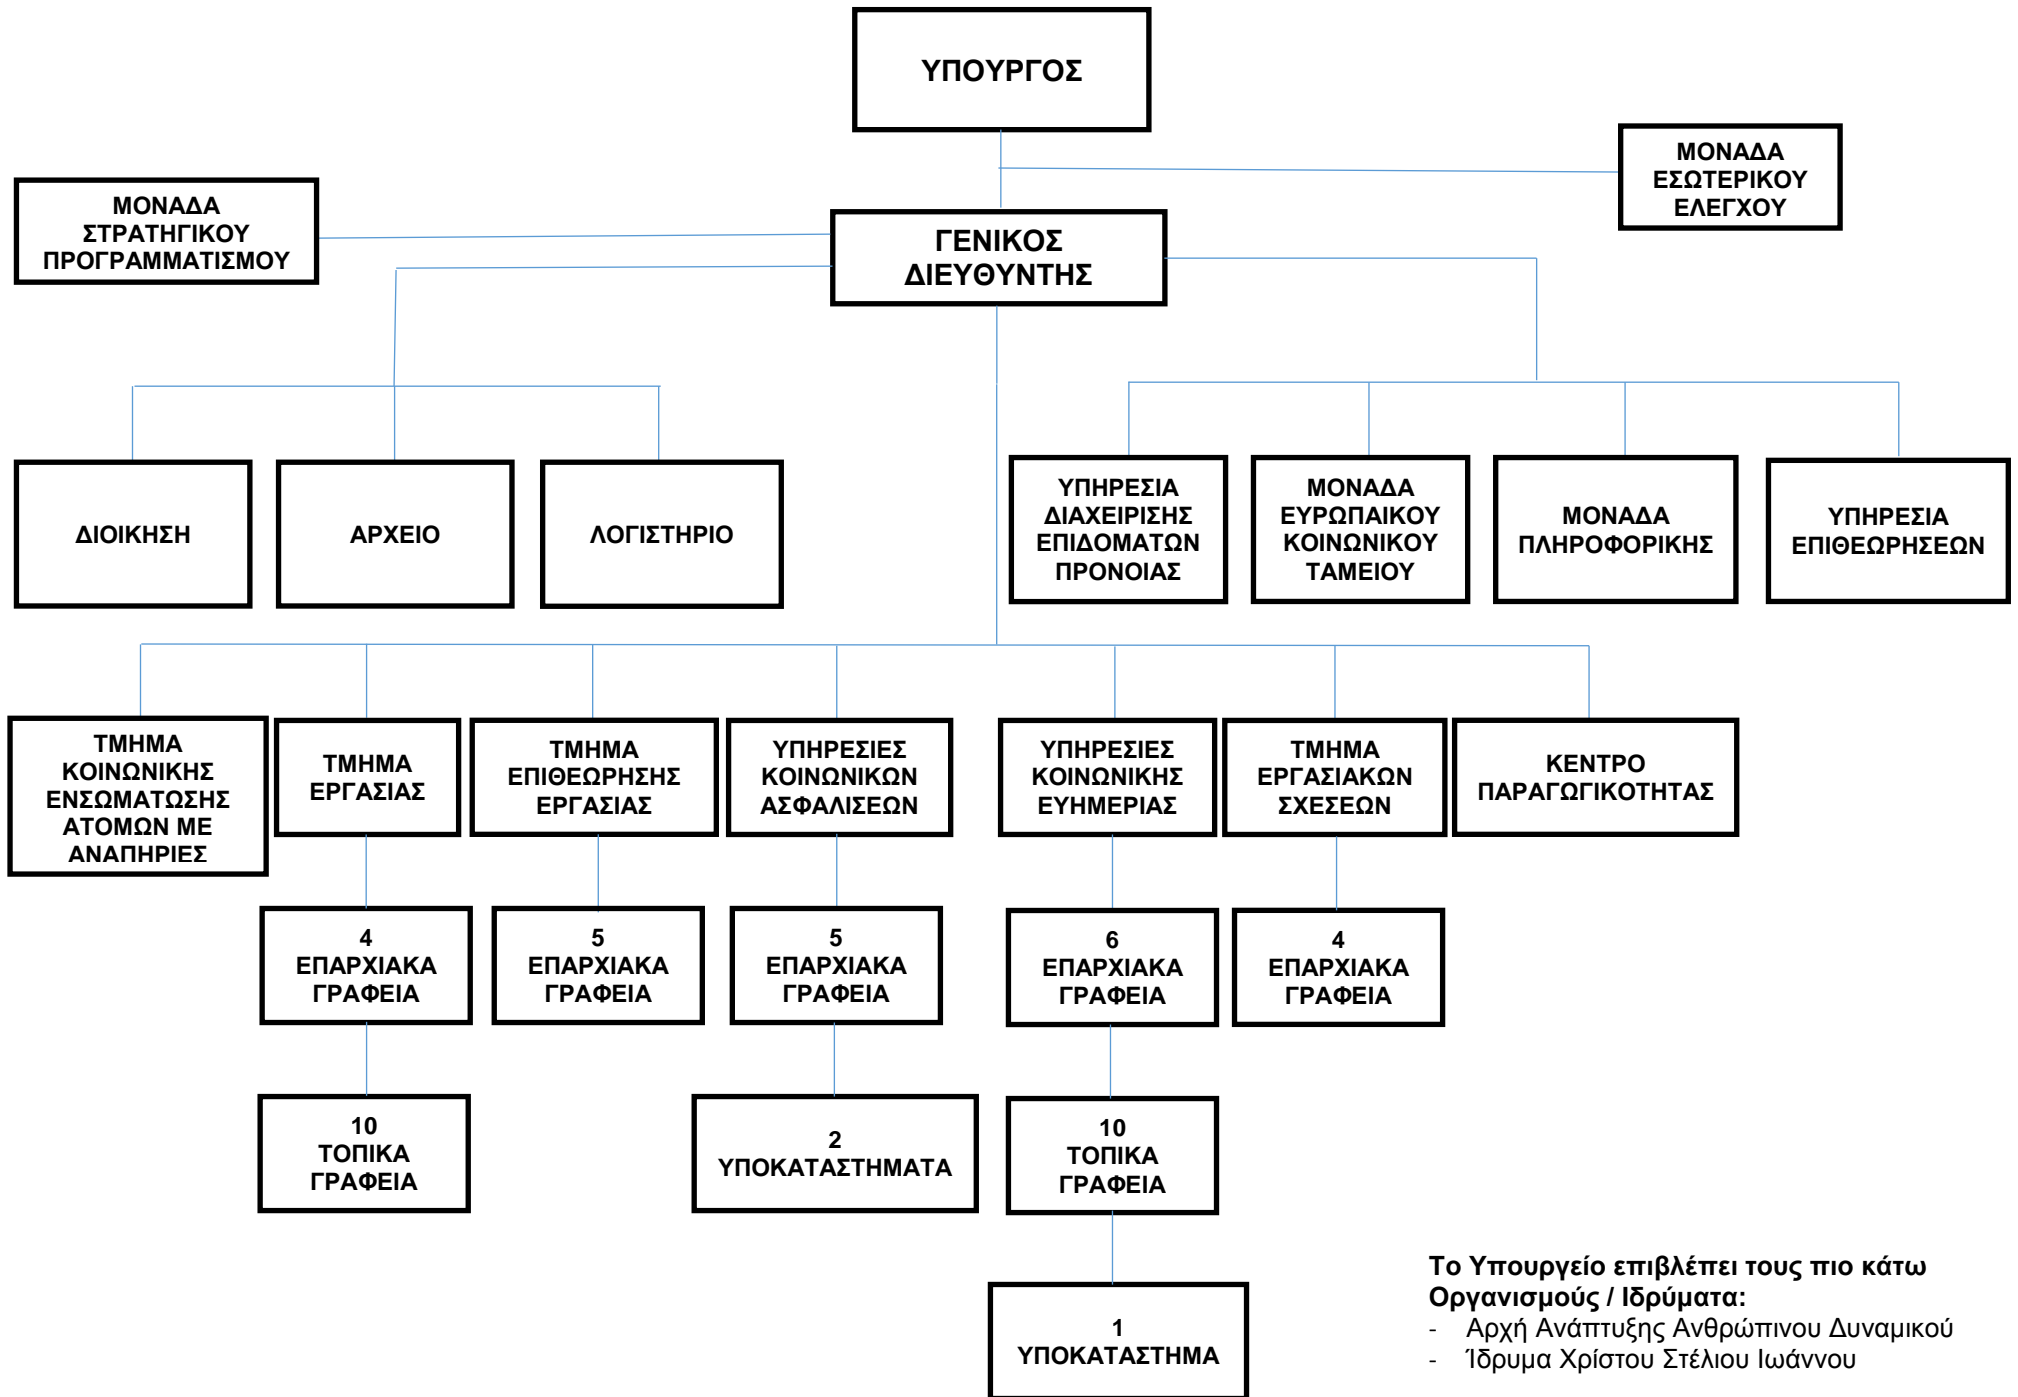 ΥΠΟΥΡΓΟΣ
ΜΟΝΑΔΑ
ΕΣΩΤΕΡΙΚΟΥ
ΕΛΕΓΧΟΥ
ΜΟΝΑΔΑ
ΣΤΡΑΤΗΓΙΚΟΥ
ΠΡΟΓΡΑΜΜΑΤΙΣΜΟΥ
ΓΕΝΙΚΟΣ
ΔΙΕΥΘΥΝΤΗΣ
ΔΙΟΙΚΗΣΗ
ΑΡΧΕΙΟ
ΛΟΓΙΣΤΗΡΙΟ
ΥΠΗΡΕΣΙΑ
ΔΙΑΧΕΙΡΙΣΗΣ
ΕΠΙΔΟΜΑΤΩΝ
ΠΡΟΝΟΙΑΣ
ΜΟΝΑΔΑ
ΕΥΡΩΠΑΙΚΟΥ
ΚΟΙΝΩΝΙΚΟΥ
ΤΑΜΕΙΟΥ
ΜΟΝΑΔΑ
ΠΛΗΡΟΦΟΡΙΚΗΣ
ΥΠΗΡΕΣΙΑ
ΕΠΙΘΕΩΡΗΣΕΩΝ
ΤΜΗΜΑ
ΚΟΙΝΩΝΙΚΗΣ
ΕΝΣΩΜΑΤΩΣΗΣ
ΑΤΟΜΩΝ ΜΕ
ΑΝΑΠΗΡΙΕΣ
ΤΜΗΜΑ
ΕΡΓΑΣΙΑΣ
ΤΜΗΜΑ
ΕΠΙΘΕΩΡΗΣΗΣ
ΕΡΓΑΣΙΑΣ
ΥΠΗΡΕΣΙΕΣ
ΚΟΙΝΩΝΙΚΩΝ
ΑΣΦΑΛΙΣΕΩΝ
ΥΠΗΡΕΣΙΕΣ
ΚΟΙΝΩΝΙΚΗΣ
ΕΥΗΜΕΡΙΑΣ
ΤΜΗΜΑ
ΕΡΓΑΣΙΑΚΩΝ
ΣΧΕΣΕΩΝ
ΚΕΝΤΡΟ
ΠΑΡΑΓΩΓΙΚΟΤΗΤΑΣ
4
ΕΠΑΡΧΙΑΚΑ
ΓΡΑΦΕΙΑ
5
ΕΠΑΡΧΙΑΚΑ
ΓΡΑΦΕΙΑ
5
ΕΠΑΡΧΙΑΚΑ
ΓΡΑΦΕΙΑ
6
ΕΠΑΡΧΙΑΚΑ
ΓΡΑΦΕΙΑ
4
ΕΠΑΡΧΙΑΚΑ
ΓΡΑΦΕΙΑ
10
ΤΟΠΙΚΑ
ΓΡΑΦΕΙΑ
2
ΥΠΟΚΑΤΑΣΤΗΜΑΤΑ
10
ΤΟΠΙΚΑ
ΓΡΑΦΕΙΑ
1
ΥΠΟΚΑΤΑΣΤΗΜΑ
Το Υπουργείο επιβλέπει τους πιο κάτω
Οργανισμούς / Ιδρύματα:
- Αρχή Ανάπτυξης Ανθρώπινου Δυναμικού
- Ίδρυμα Χρίστου Στέλιου Ιωάννου